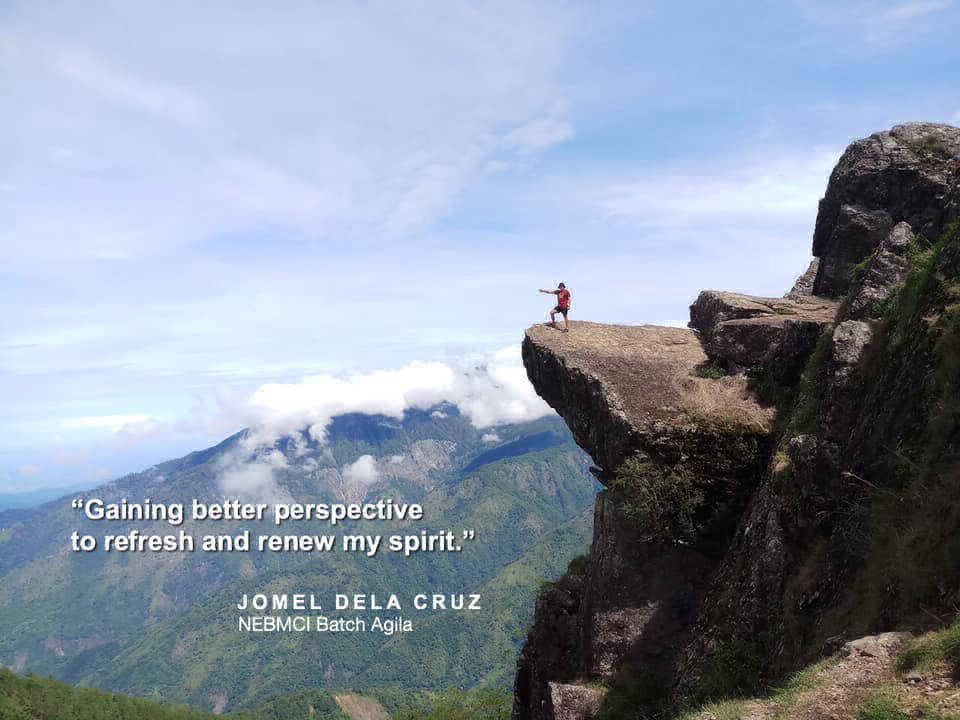 “Gaining better perspective
to refresh and renew my spirit.”
JOMEL DELA CRUZ
NEBMCI Batch Agila